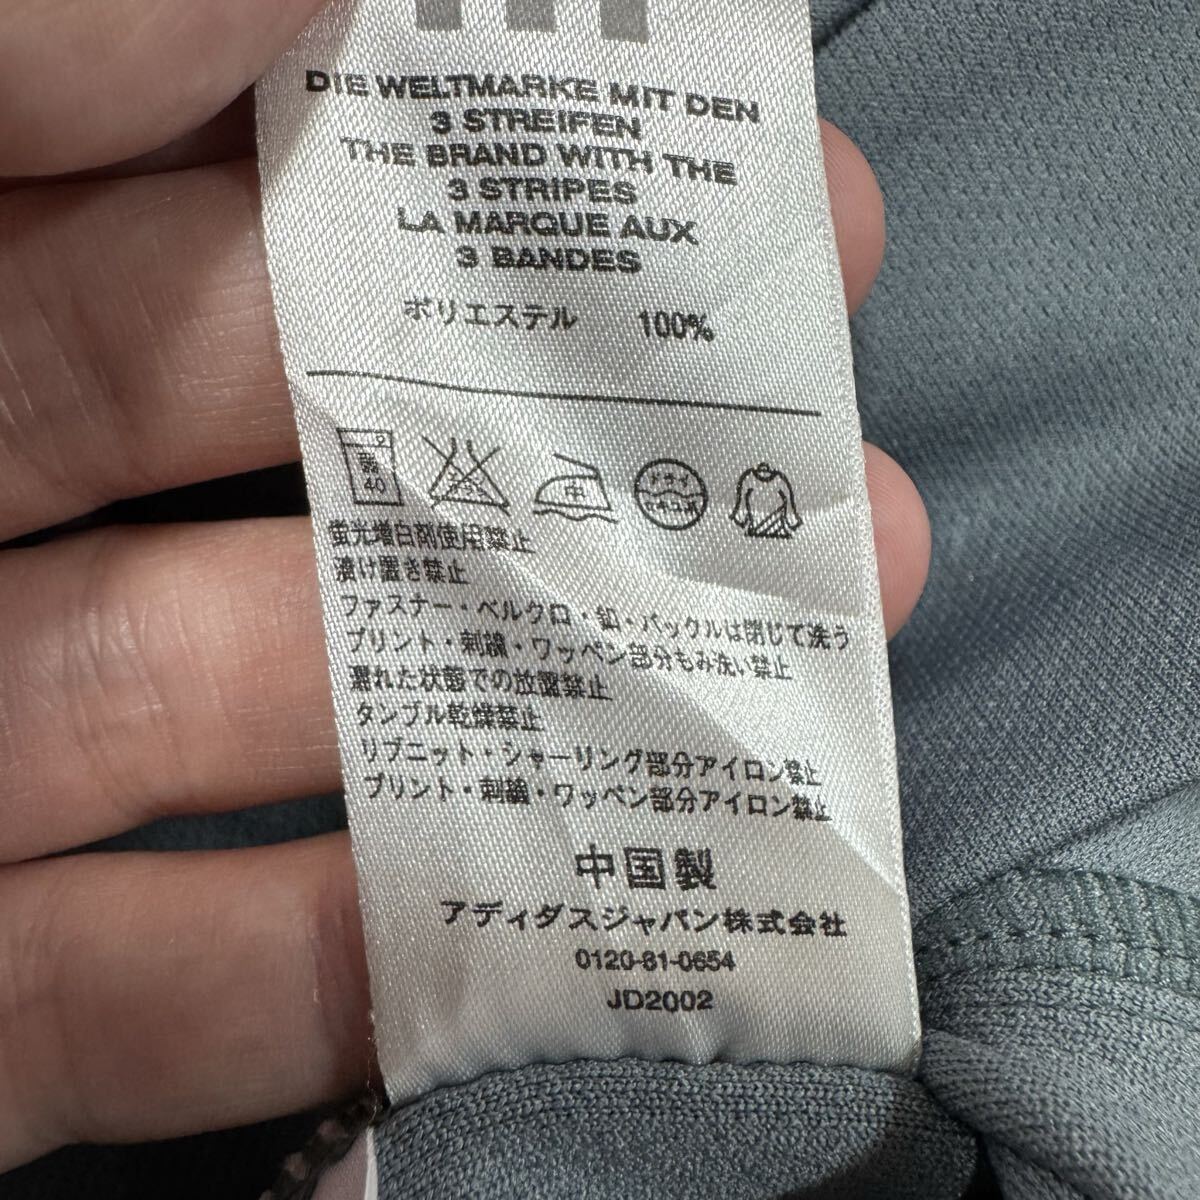 DIE WELTMARKE MIT DEN
3 STREIFEN
THE BRAND WITH THE
3 STRIPES
LA MARQUE AUX
3 BANDES
ポリエステル 100%
弱 40 中 ドライ
蛍光増白剤使用禁止
漬け置き禁止
ファスナー・ベルクロ・釦・バックルは閉じて洗う
プリント・刺繍・ワッペン部分もみ洗い禁止
濡れた状態での放置禁止
タンブル乾燥禁止
リブニット・シャーリング部分アイロン禁止
プリント・刺繍・ワッペン部分アイロン禁止
中国製
アディダスジャパン株式会社
0120-81-0654
JD2002